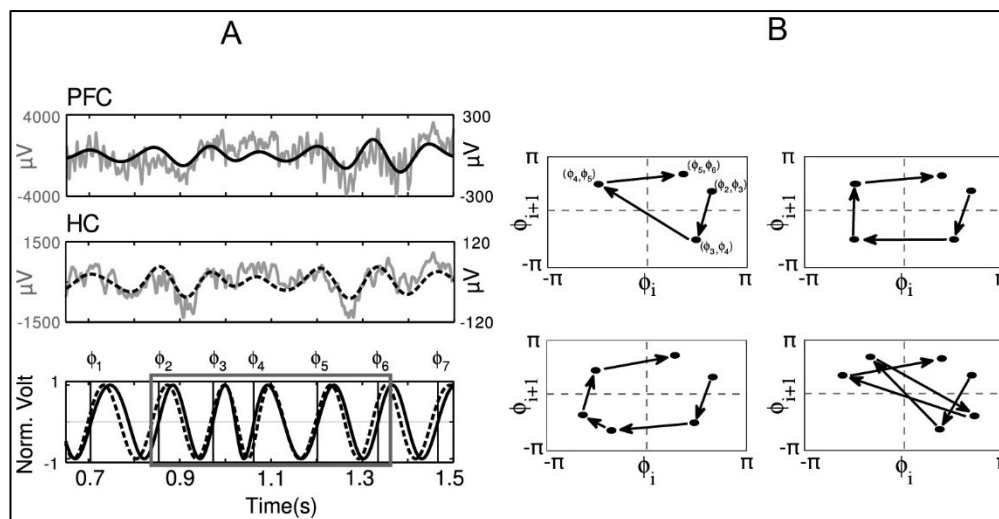 A
B
PFC
4000
μV
-4000
300
μV
-300
HC
1500
μV
-1500
120
μV
-120
ϕ1 ϕ2 ϕ3 ϕ4 ϕ5 ϕ6 ϕ7
Norm. Volt
1
-1
0.7 0.9 1.1 1.3 1.5
Time(s)
π
ϕi+1
-π
(ϕ4,ϕ5)
(ϕ5,ϕ6)
(ϕ2,ϕ3)
(ϕ3,ϕ4)
-π ϕi π
π
ϕi+1
-π
-π ϕi π
π
ϕi+1
-π
-π ϕi π
π
ϕi+1
-π
-π ϕi π